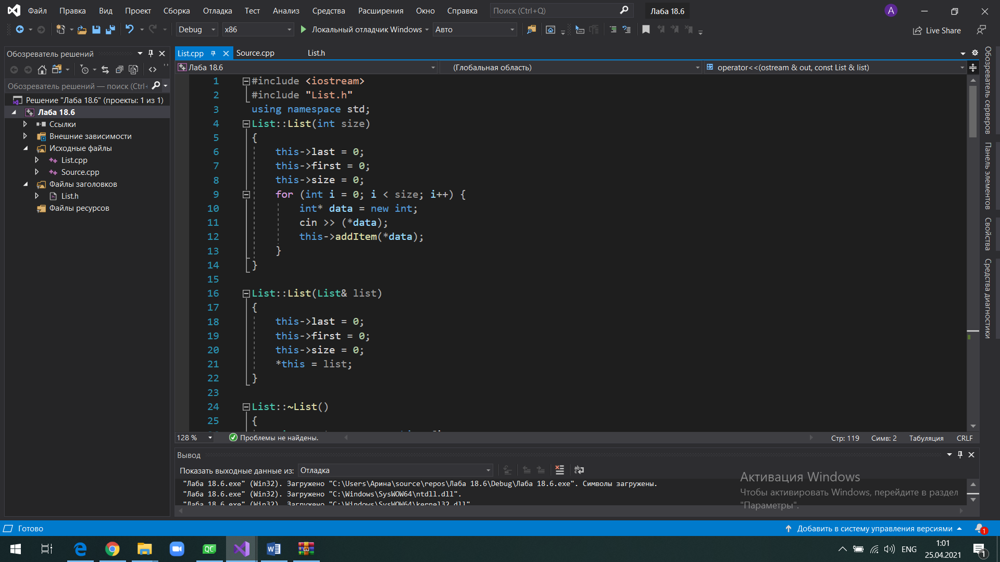 Файл Правка Вид Проект Сборка Отладка Тест Анализ Средства Расширения Окно Справка Поиск (Ctrl+Q) Лаба 18.6 A
Debug x86 Локальный отладчик Windows Авто Live Share
Обозреватель решений
Обозреватель решений — поиск (Ctrl+
Решение "Лаба 18.6" (проекты: 1 из 1)
Лаба 18.6
Ссылки
Внешние зависимости
Исходные файлы
List.cpp
Source.cpp
Файлы заголовков
List.h
Файлы ресурсов
List.cpp Source.cpp List.h
Лаба 18.6 (Глобальная область) operator<<(ostream & out, const List & list)
1 #include <iostream>
2 #include "List.h"
3 using namespace std;
4 List::List(int size)
5 {
6 this->last = 0;
7 this->first = 0;
8 this->size = 0;
9 for (int i = 0; i < size; i++) {
10 int* data = new int;
11 cin >> (*data);
12 this->addItem(*data);
13 }
14 }
15
16 List::List(List& list)
17 {
18 this->last = 0;
19 this->first = 0;
20 this->size = 0;
21 *this = list;
22 }
23
24 List::~List()
25 {
128 % Проблемы не найдены. Стр: 119 Симв: 2 Табуляция CRLF
Вывод
Показать выходные данные из: Отладка
"Лаба 18.6.exe" (Win32). Загружено "C:\Users\Арина\source\repos\Лаба 18.6\Debug\Лаба 18.6.exe". Символы загружены.
"Лаба 18.6.exe" (Win32). Загружено "C:\Windows\SysWOW64\ntdll.dll".
"Лаба 18.6.exe" (Win32). Загружено "C:\Windows\SysWOW64\kernel32.dll"
Активация Windows
Чтобы активировать Windows, перейдите в раздел
"Параметры".
Обозреватель серверов
Панель элементов
Свойства
Средства диагностики
Готово Добавить в систему управления версиями 1
QC ENG 1:01
25.04.2021 1